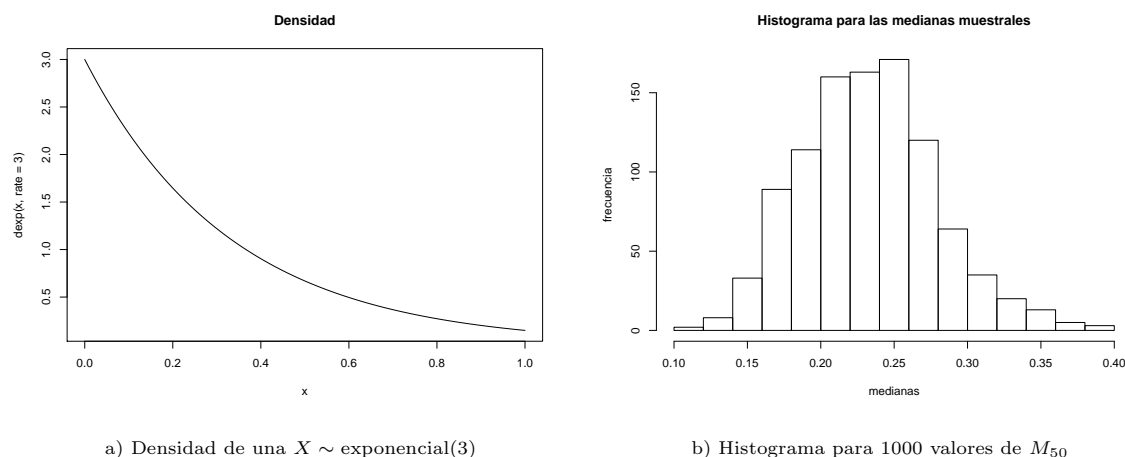 Densidad
dexp(x, rate = 3)
3.0
2.5
2.0
1.5
1.0
0.5
0.0 0.2 0.4 0.6 0.8 1.0
x
a) Densidad de una X ∼ exponencial(3)
Histograma para las medianas muestrales
frecuencia
150
100
50
0
0.10 0.15 0.20 0.25 0.30 0.35 0.40
medianas
b) Histograma para 1000 valores de M₅₀